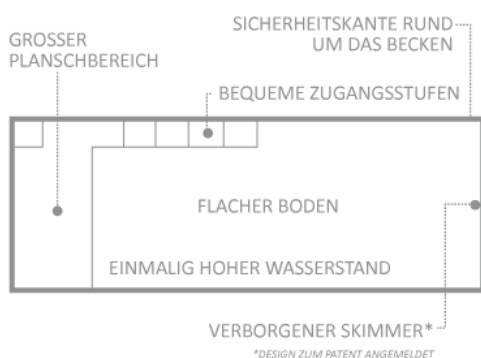 GROSSER
PLANSCHBEREICH
SICHERHEITSKANTE RUND
UM DAS BECKEN
BEQUEME ZUGANGSSTUFEN
FLACHER BODEN
EINMALIG HOHER WASSERSTAND
VERBORGENER SKIMMER*
*DESIGN ZUM PATENT ANGEMELDET